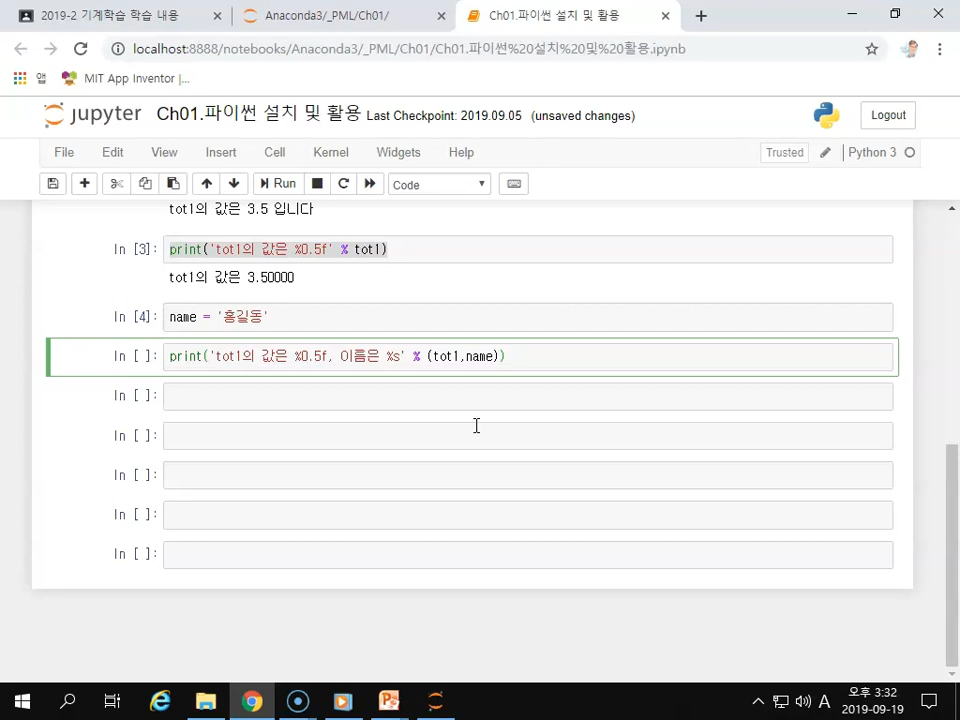 2019-2 기계학습 학습 내용
Anaconda3/_PML/Ch01/
Ch01.파이썬 설치 및 활용
localhost:8888/notebooks/Anaconda3/_PML/Ch01/Ch01.파이썬%20설치%20및%20활용.ipynb
앱
MIT App Inventor |...
jupyter Ch01.파이썬 설치 및 활용 Last Checkpoint: 2019.09.05 (unsaved changes)
Logout
File Edit View Insert Cell Kernel Widgets Help
Trusted
Python 3
Run
Code
tot1의 값은 3.5 입니다
In [3]: print('tot1의 값은 %0.5f' % tot1)
tot1의 값은 3.50000
In [4]: name = '홍길동'
In [ ]: print('tot1의 값은 %0.5f, 이름은 %s' % (tot1,name))
In [ ]:
In [ ]:
In [ ]:
In [ ]:
In [ ]:
A
오후 3:32
2019-09-19